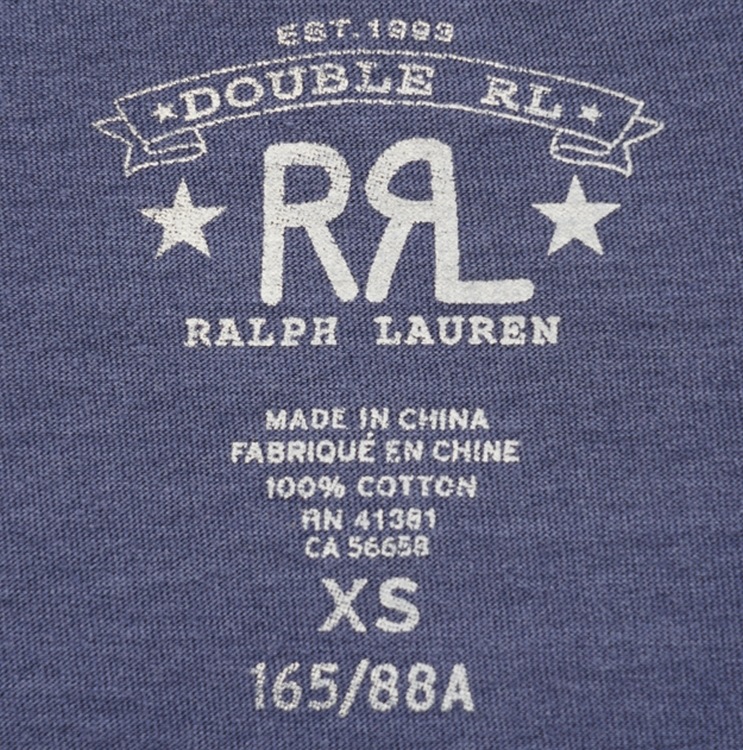 EST. 1993
★DOUBLE RL★
RRL
RALPH LAUREN
MADE IN CHINA
FABRIQUÉ EN CHINE
100% COTTON
RN 41381
CA 56658
XS
165/88A